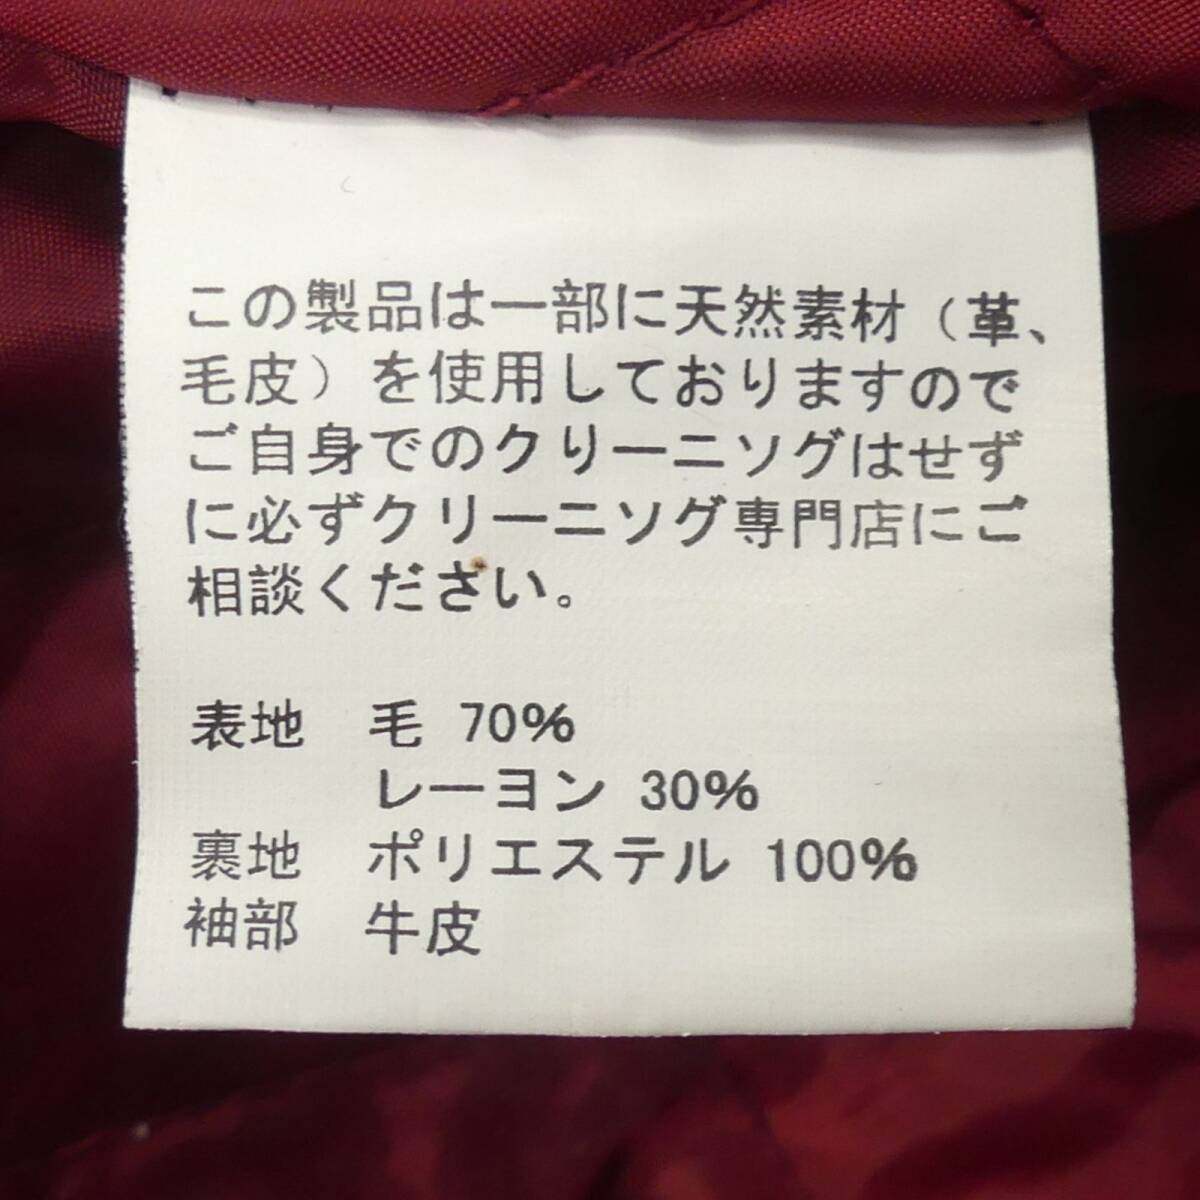 この製品は一部に天然素材（革、
毛皮）を使用しておりますので
ご自身でのクリーニソグはせず
に必ずクリーニソグ専門店にご
相談ください。
表地 毛 70%
レーヨン 30%
裏地 ポリエステル 100%
袖部 牛皮